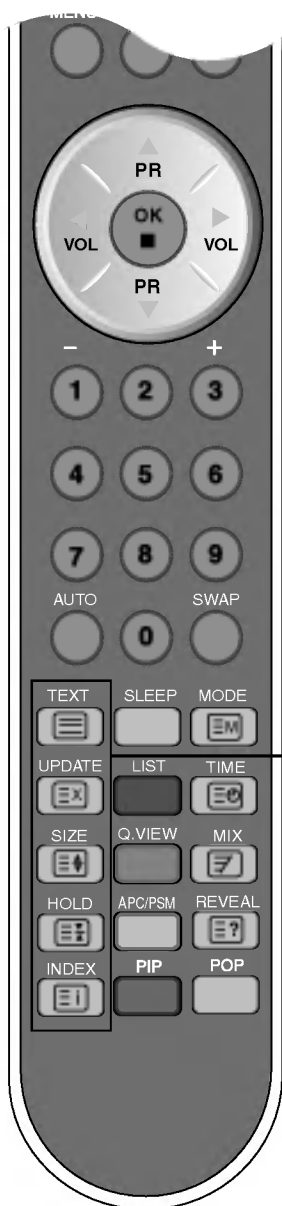 MENU
PR
OK
VOL VOL
PR
- +
1 2 3
4 5 6
7 8 9
AUTO SWAP
0
TEXT SLEEP MODE
M
UPDATE LIST TIME
X
SIZE Q.VIEW MIX
HOLD APC/PSM REVEAL
?
INDEX PIP POP
i